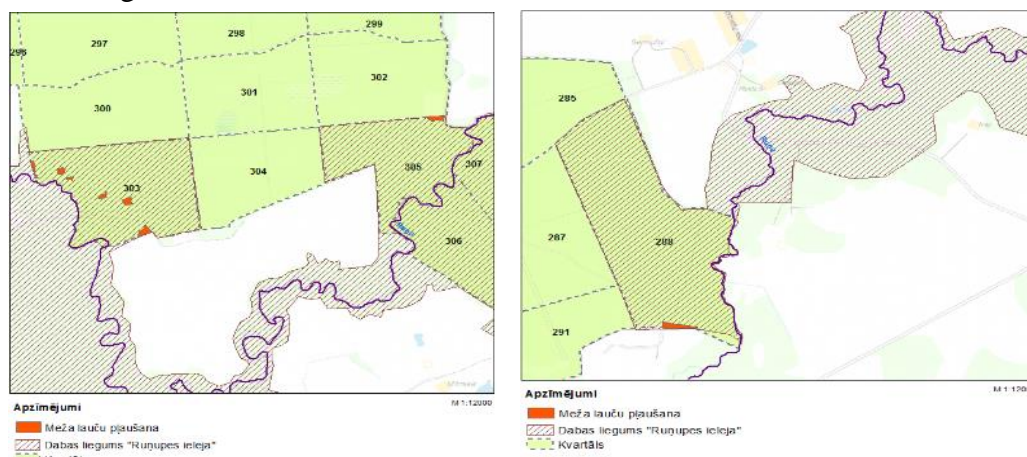 299
298
297
296
302
301
300
305
307
304
303
306
M 1:12000
Apzīmējumi
Meža lauču pļaušana
Dabas liegums "Ruņupes ieleja"
285
287
288
291
Apzīmējumi
Meža lauču pļaušana
Dabas liegums "Ruņupes ieleja"
Kvartāls